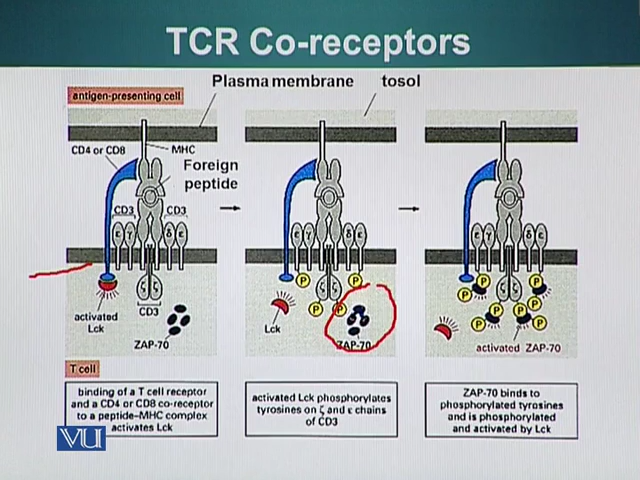 TCR Co-receptors
Plasma membrane
tosol
antigen-presenting cell
CD4 or CD8
MHC
Foreign
peptide
CD3
CD3
ε γ
δ ε
ζ ζ
CD3
activated
Lck
ZAP-70
T cell
binding of a T cell receptor
and a CD4 or CD8 co-receptor
to a peptide–MHC complex
activates Lck
ε γ
δ ε
ζ ζ
P
P
P
P
Lck
ZAP-70
activated Lck phosphorylates
tyrosines on ζ and ε chains
of CD3
ε γ
δ ε
ζ ζ
P
P
P
P
P
P
P
P
activated ZAP-70
ZAP-70 binds to
phosphorylated tyrosines
and is phosphorylated
and activated by Lck
VU